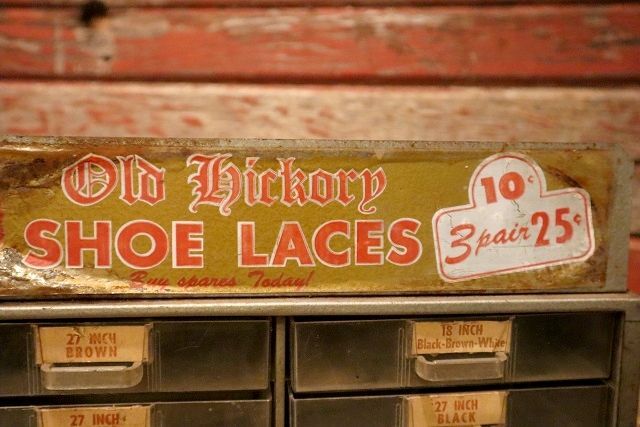 Old Hickory
SHOE LACES
Buy spares Today!
10¢
3 pair 25¢
27 INCH
BROWN
18 INCH
Black-Brown-White
27 INCH
27 INCH
BLACK